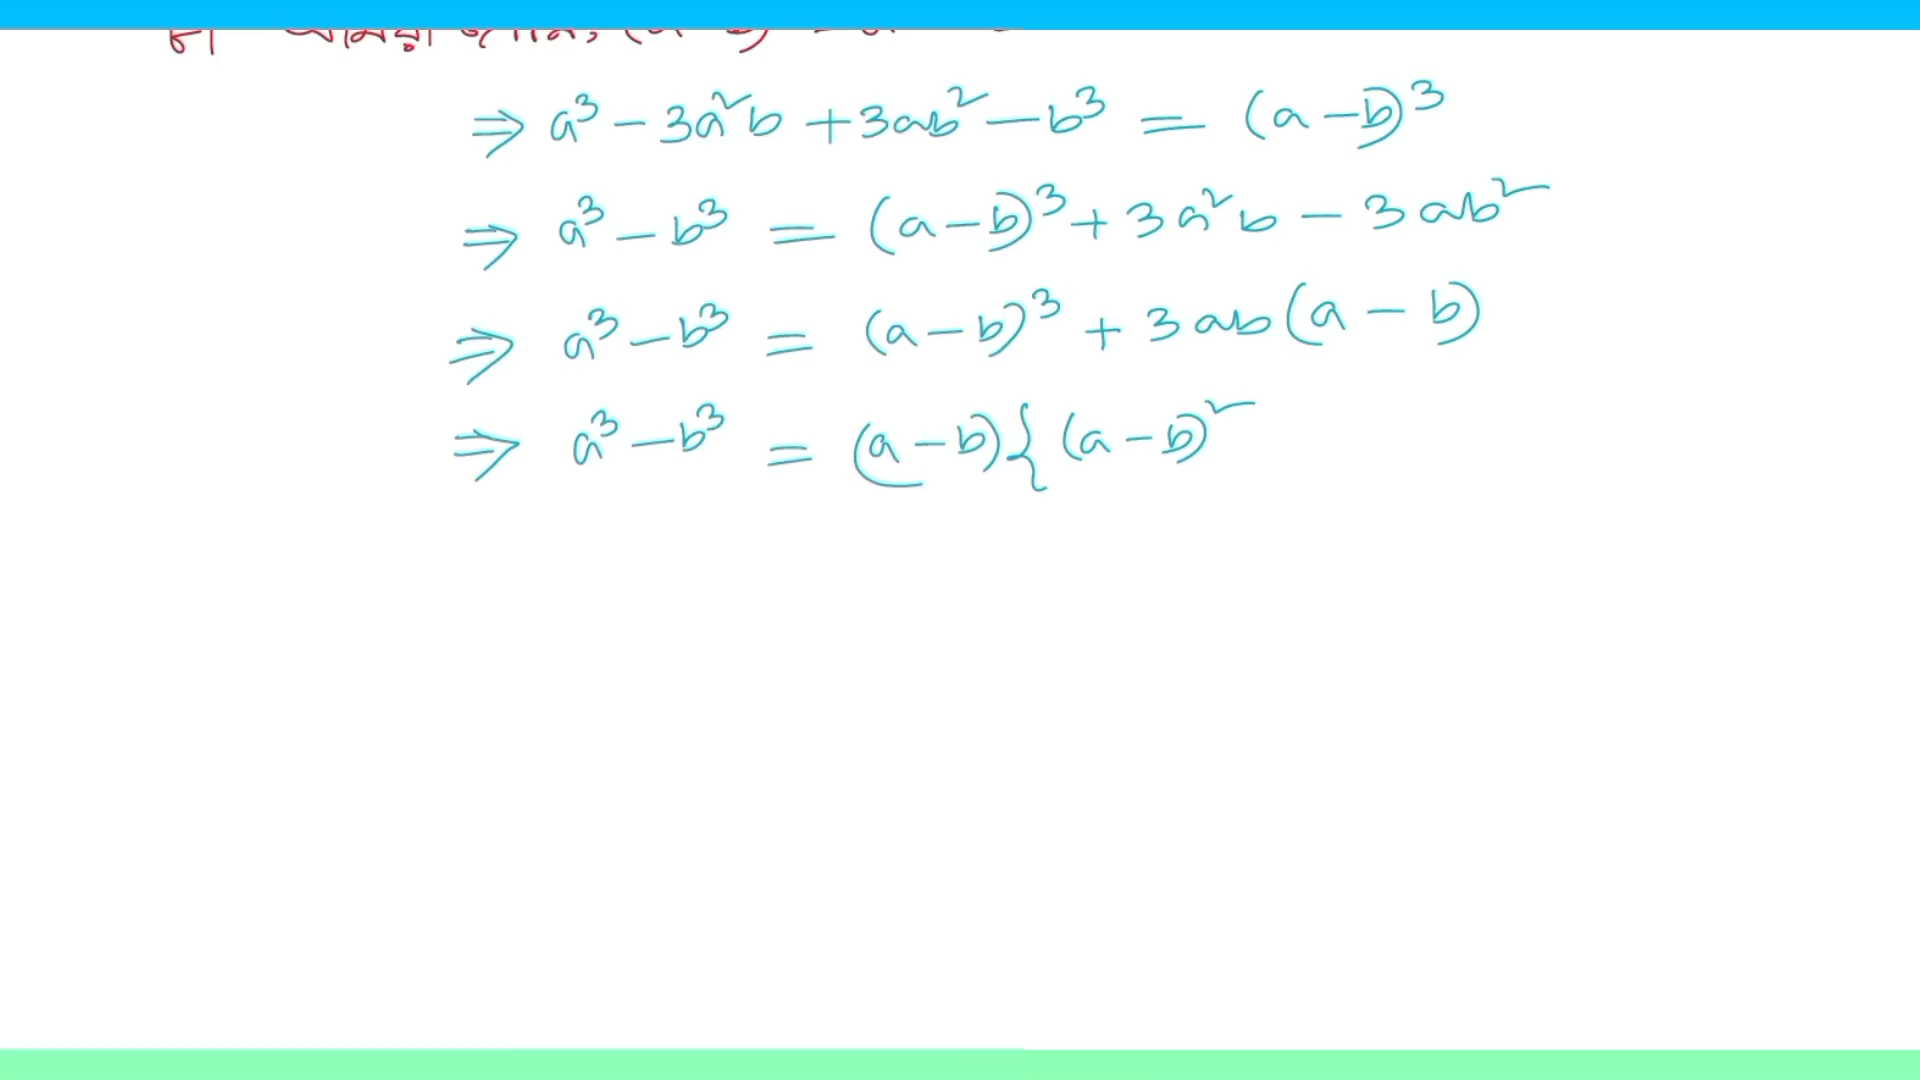 ⇒ a³ - 3a²b + 3ab² - b³ = (a - b)³
⇒ a³ - b³ = (a - b)³ + 3a²b - 3ab²
⇒ a³ - b³ = (a - b)³ + 3ab(a - b)
⇒ a³ - b³ = (a - b){(a - b)²